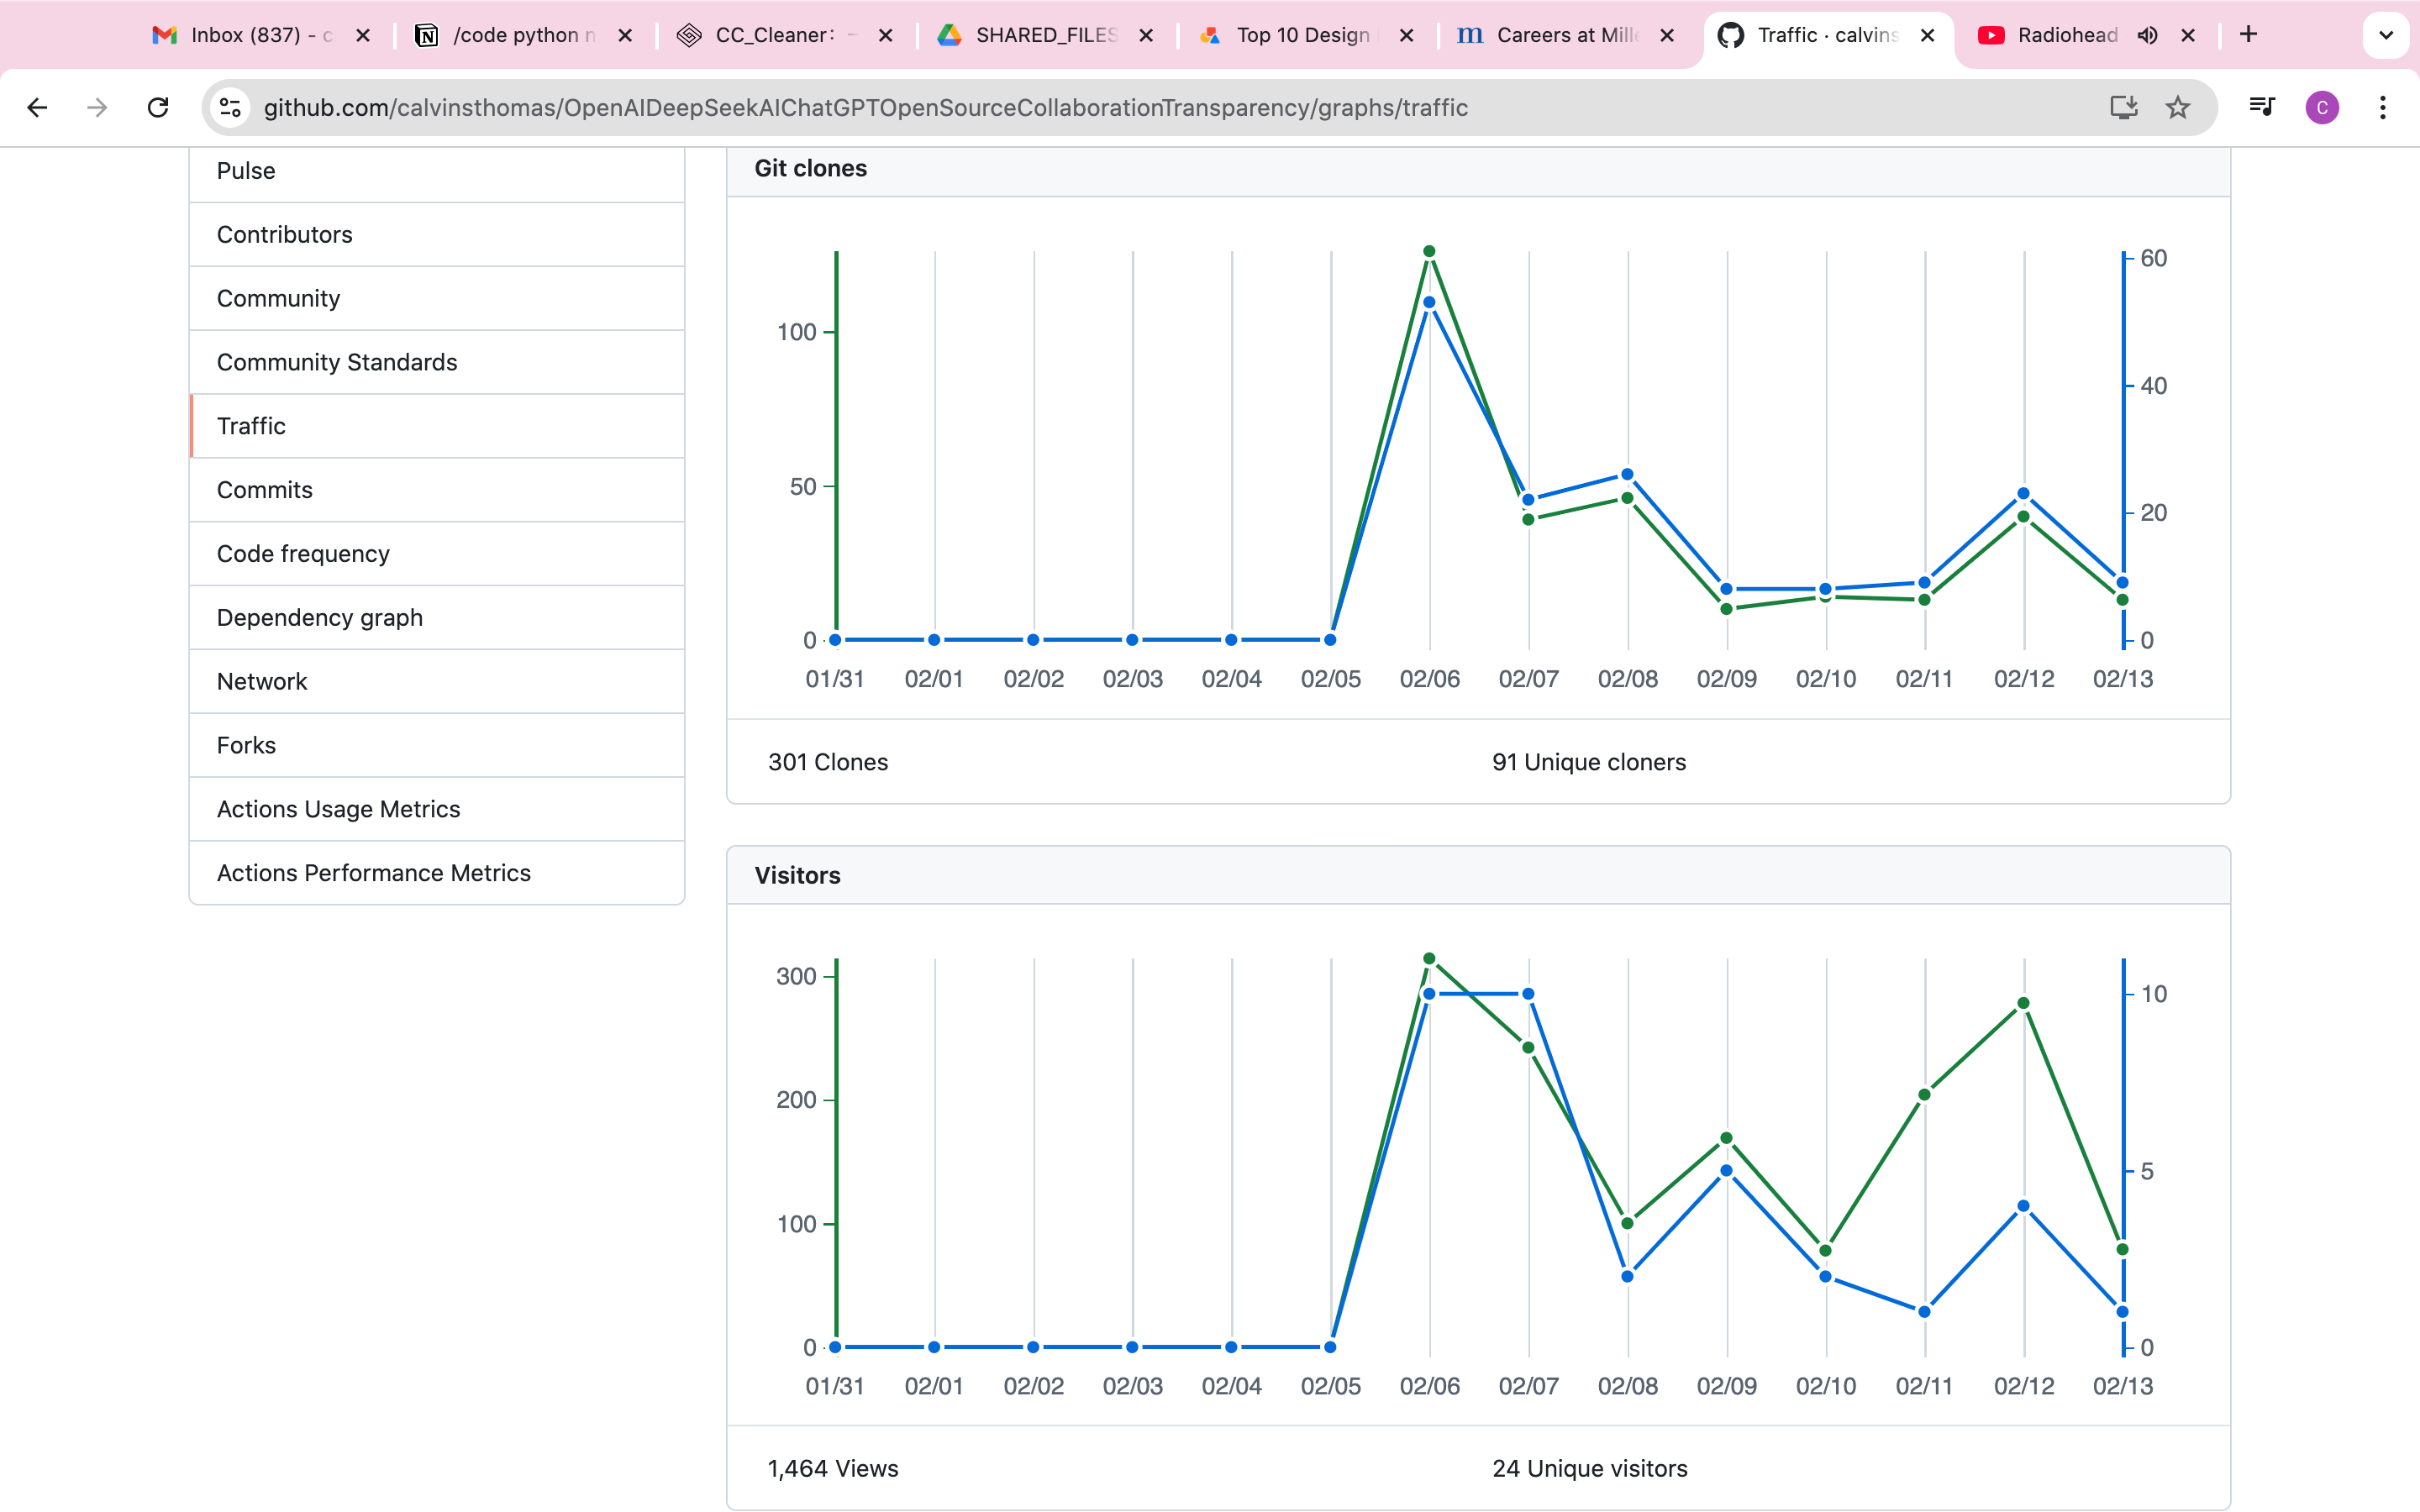 Inbox (837) - c
/code python n
CC_Cleaner: -
SHARED_FILES
Top 10 Design
Careers at Mille
Traffic · calvins
Radiohead
github.com/calvinsthomas/OpenAIDeepSeekAIChatGPTOpenSourceCollaborationTransparency/graphs/traffic
C
Pulse
Contributors
Community
Community Standards
Traffic
Commits
Code frequency
Dependency graph
Network
Forks
Actions Usage Metrics
Actions Performance Metrics
Git clones
100
50
0
60
40
20
0
01/31 02/01 02/02 02/03 02/04 02/05 02/06 02/07 02/08 02/09 02/10 02/11 02/12 02/13
301 Clones 91 Unique cloners
Visitors
300
200
100
0
10
5
0
01/31 02/01 02/02 02/03 02/04 02/05 02/06 02/07 02/08 02/09 02/10 02/11 02/12 02/13
1,464 Views 24 Unique visitors